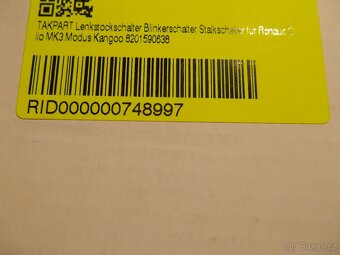 TAKPART Lenkstockschalter Blinkerschalter Stalkschalter für Renault C
lio MK3 Modus Kangoo 8201590638
RID000000748997